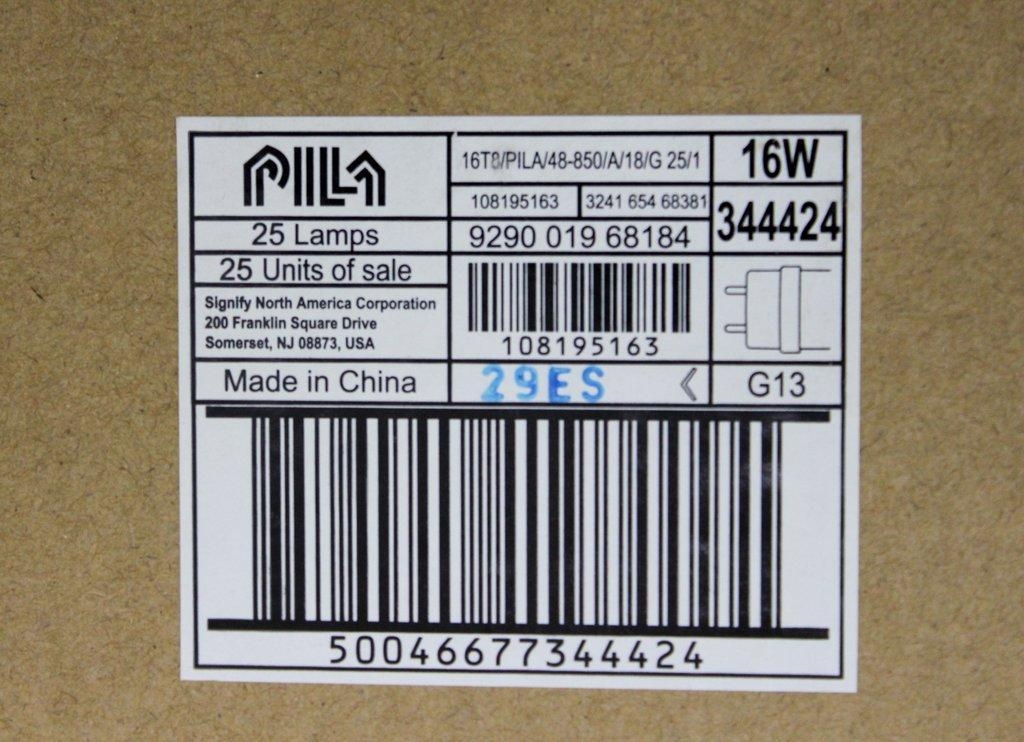 PILA
16T8/PILA/48-850/A/18/G 25/1
16W
108195163
3241 654 68381
344424
25 Lamps
9290 019 68184
25 Units of sale
Signify North America Corporation
200 Franklin Square Drive
Somerset, NJ 08873, USA
108195163
Made in China
29ES
<
G13
50046677344424